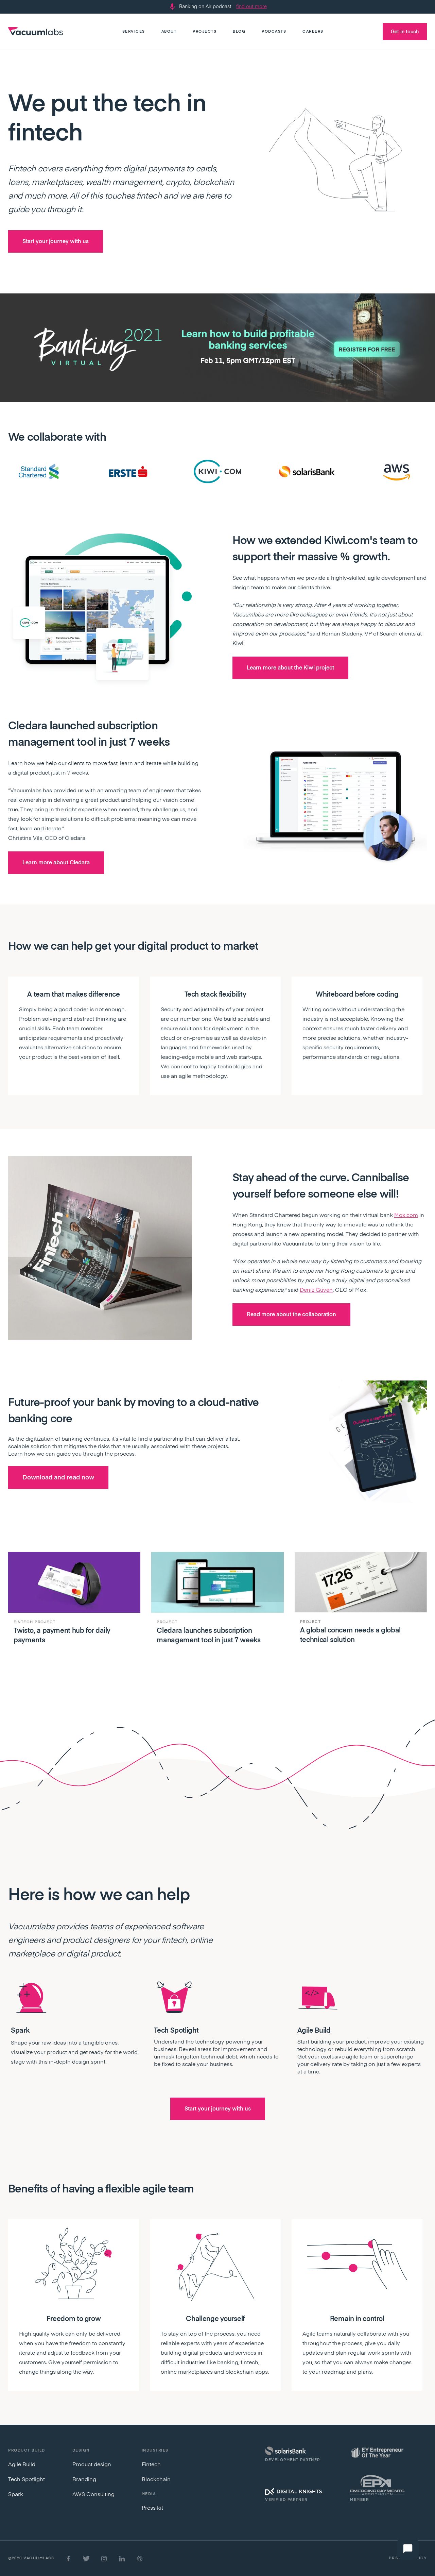 Banking on Air podcast - Find out more
vacuumlabs
SERVICES
ABOUT
PROJECTS
BLOG
PODCASTS
CAREERS
Get in touch
We put the tech in
fintech
Fintech covers everything from digital payments to cards,
loans, marketplaces, wealth management, crypto, blockchain
and much more. All of this touches fintech and we are here to
guide you through it.
Start your journey with us
Banking 2021
VIRTUAL
Learn how to build profitable
banking services
Feb 11, 5pm GMT/12pm EST
REGISTER FOR FREE
We collaborate with
Standard
Chartered
ERSTE
KIWI.COM
solarisBank
aws
How we extended Kiwi.com's team to
support their massive % growth.
See what happens when we provide a highly-skilled, agile development and
design team to make our clients thrive.
"Our relationship is very strong. After 4 years of working together,
Vacuumlabs are more like colleagues or even friends. It's not just about
cooperation on development, but they are always happy to discuss and
improve even our processes." said Roman Studeny, VP of Search clients at
Kiwi.
Learn more about the Kiwi project
Cledara launched subscription
management tool in just 7 weeks
Learn how we help our clients to move fast, learn and iterate while building
a digital product just in 7 weeks.
"Vacuumlabs has provided us with an amazing team of engineers that takes
real ownership in delivering a great product and helping our vision come
true. They bring to the project new, much-needed skills and expertise, and
they look for simple solutions to difficult problems; meaning we can move
fast, learn and iterate."
Christina Vila, CEO of Cledara
Learn more about Cledara
How we can help get your digital product to market
A team that makes difference
Simply being a good coder is not enough.
Problem solving and abstract thinking are
crucial skills. Each team member
anticipates requirements and proactively
evaluates alternative solutions to ensure
your product is the best version of itself.
Tech stack flexibility
Security and adjustability of your project
are our number one. We build scalable and
secure solutions for deployment in the
cloud or on-premise as well as develop in
languages and frameworks used by
leading-edge mobile and web start-ups.
We connect to legacy technologies and
use an agile methodology.
Whiteboard before coding
Writing code without understanding the
industry is not acceptable. Knowing the
context ensures much faster delivery and
more precise solutions, whether industry-
specific security requirements,
performance standards or regulations.
FinTech
Stay ahead of the curve. Cannibalise
yourself before someone else will!
When Standard Chartered begun working on their virtual bank Mox.com in
Hong Kong, they knew that the only way to innovate was to rethink the
process and launch a new operating model. They decided to partner with
digital partners like Vacuumlabs to bring their vision to life.
"Mox operates in a whole new way by listening to customers and focusing
on heart share. We aim to empower Hong Kong customers to grow and
unlock more possibilities by providing a truly digital and personalised
banking experience," said Deniz Güven, CEO of Mox.
Read more about the collaboration
Future-proof your bank by moving to a cloud-native
banking core
As the digitization of banking continues, it's vital to find a partnership that can deliver a fast,
scalable solution that mitigates the risks that are usually associated with these projects.
Learn how we can guide you through the process.
Download and read now
17.26
FINTECH PROJECT
Twisto, a payment hub for daily
payments
PROJECT
Cledara launches subscription
management tool in just 7 weeks
PROJECT
A global concern needs a global
technical solution
Here is how we can help
Vacuumlabs provides teams of experienced software
engineers and product designers for your fintech, online
marketplace or digital product.
Spark
Shape your raw ideas into a tangible ones,
visualize your product and get ready for the world
stage with this in-depth design sprint.
Tech Spotlight
Understand the technology powering your
business. Reveal areas for improvement and
unmask forgotten technical debt, which needs to
be fixed to scale your business.
Agile Build
Start building your product, improve your existing
technology or rebuild everything from scratch.
Get your exclusive agile team or supercharge
your delivery rate by taking on just a few experts
at a time.
Start your journey with us
Benefits of having a flexible agile team
Freedom to grow
High quality work can only be delivered
when you have the freedom to constantly
iterate and adjust to feedback from your
customers. Give yourself permission to
change things along the way.
Challenge yourself
To stay on top of the process, you need
reliable experts with years of experience
building digital products and services in
difficult industries like banking, fintech,
online marketplaces and blockchain apps.
Remain in control
Agile teams naturally collaborate with you
throughout the process, give you daily
updates and plan regular work sprints with
you, so that you can always make changes
to your roadmap and plans.
PRODUCT BUILD
Agile Build
Tech Spotlight
Spark
DESIGN
Product design
Branding
AWS Consulting
INDUSTRIES
Fintech
Blockchain
MEDIA
Press kit
solarisBank
DEVELOPMENT PARTNER
EY Entrepreneur
Of The Year
DIGITAL KNIGHTS
VERIFIED PARTNER
EPA
EMERGING PAYMENTS
ASSOCIATION
MEMBER
@2020 VACUUMLABS